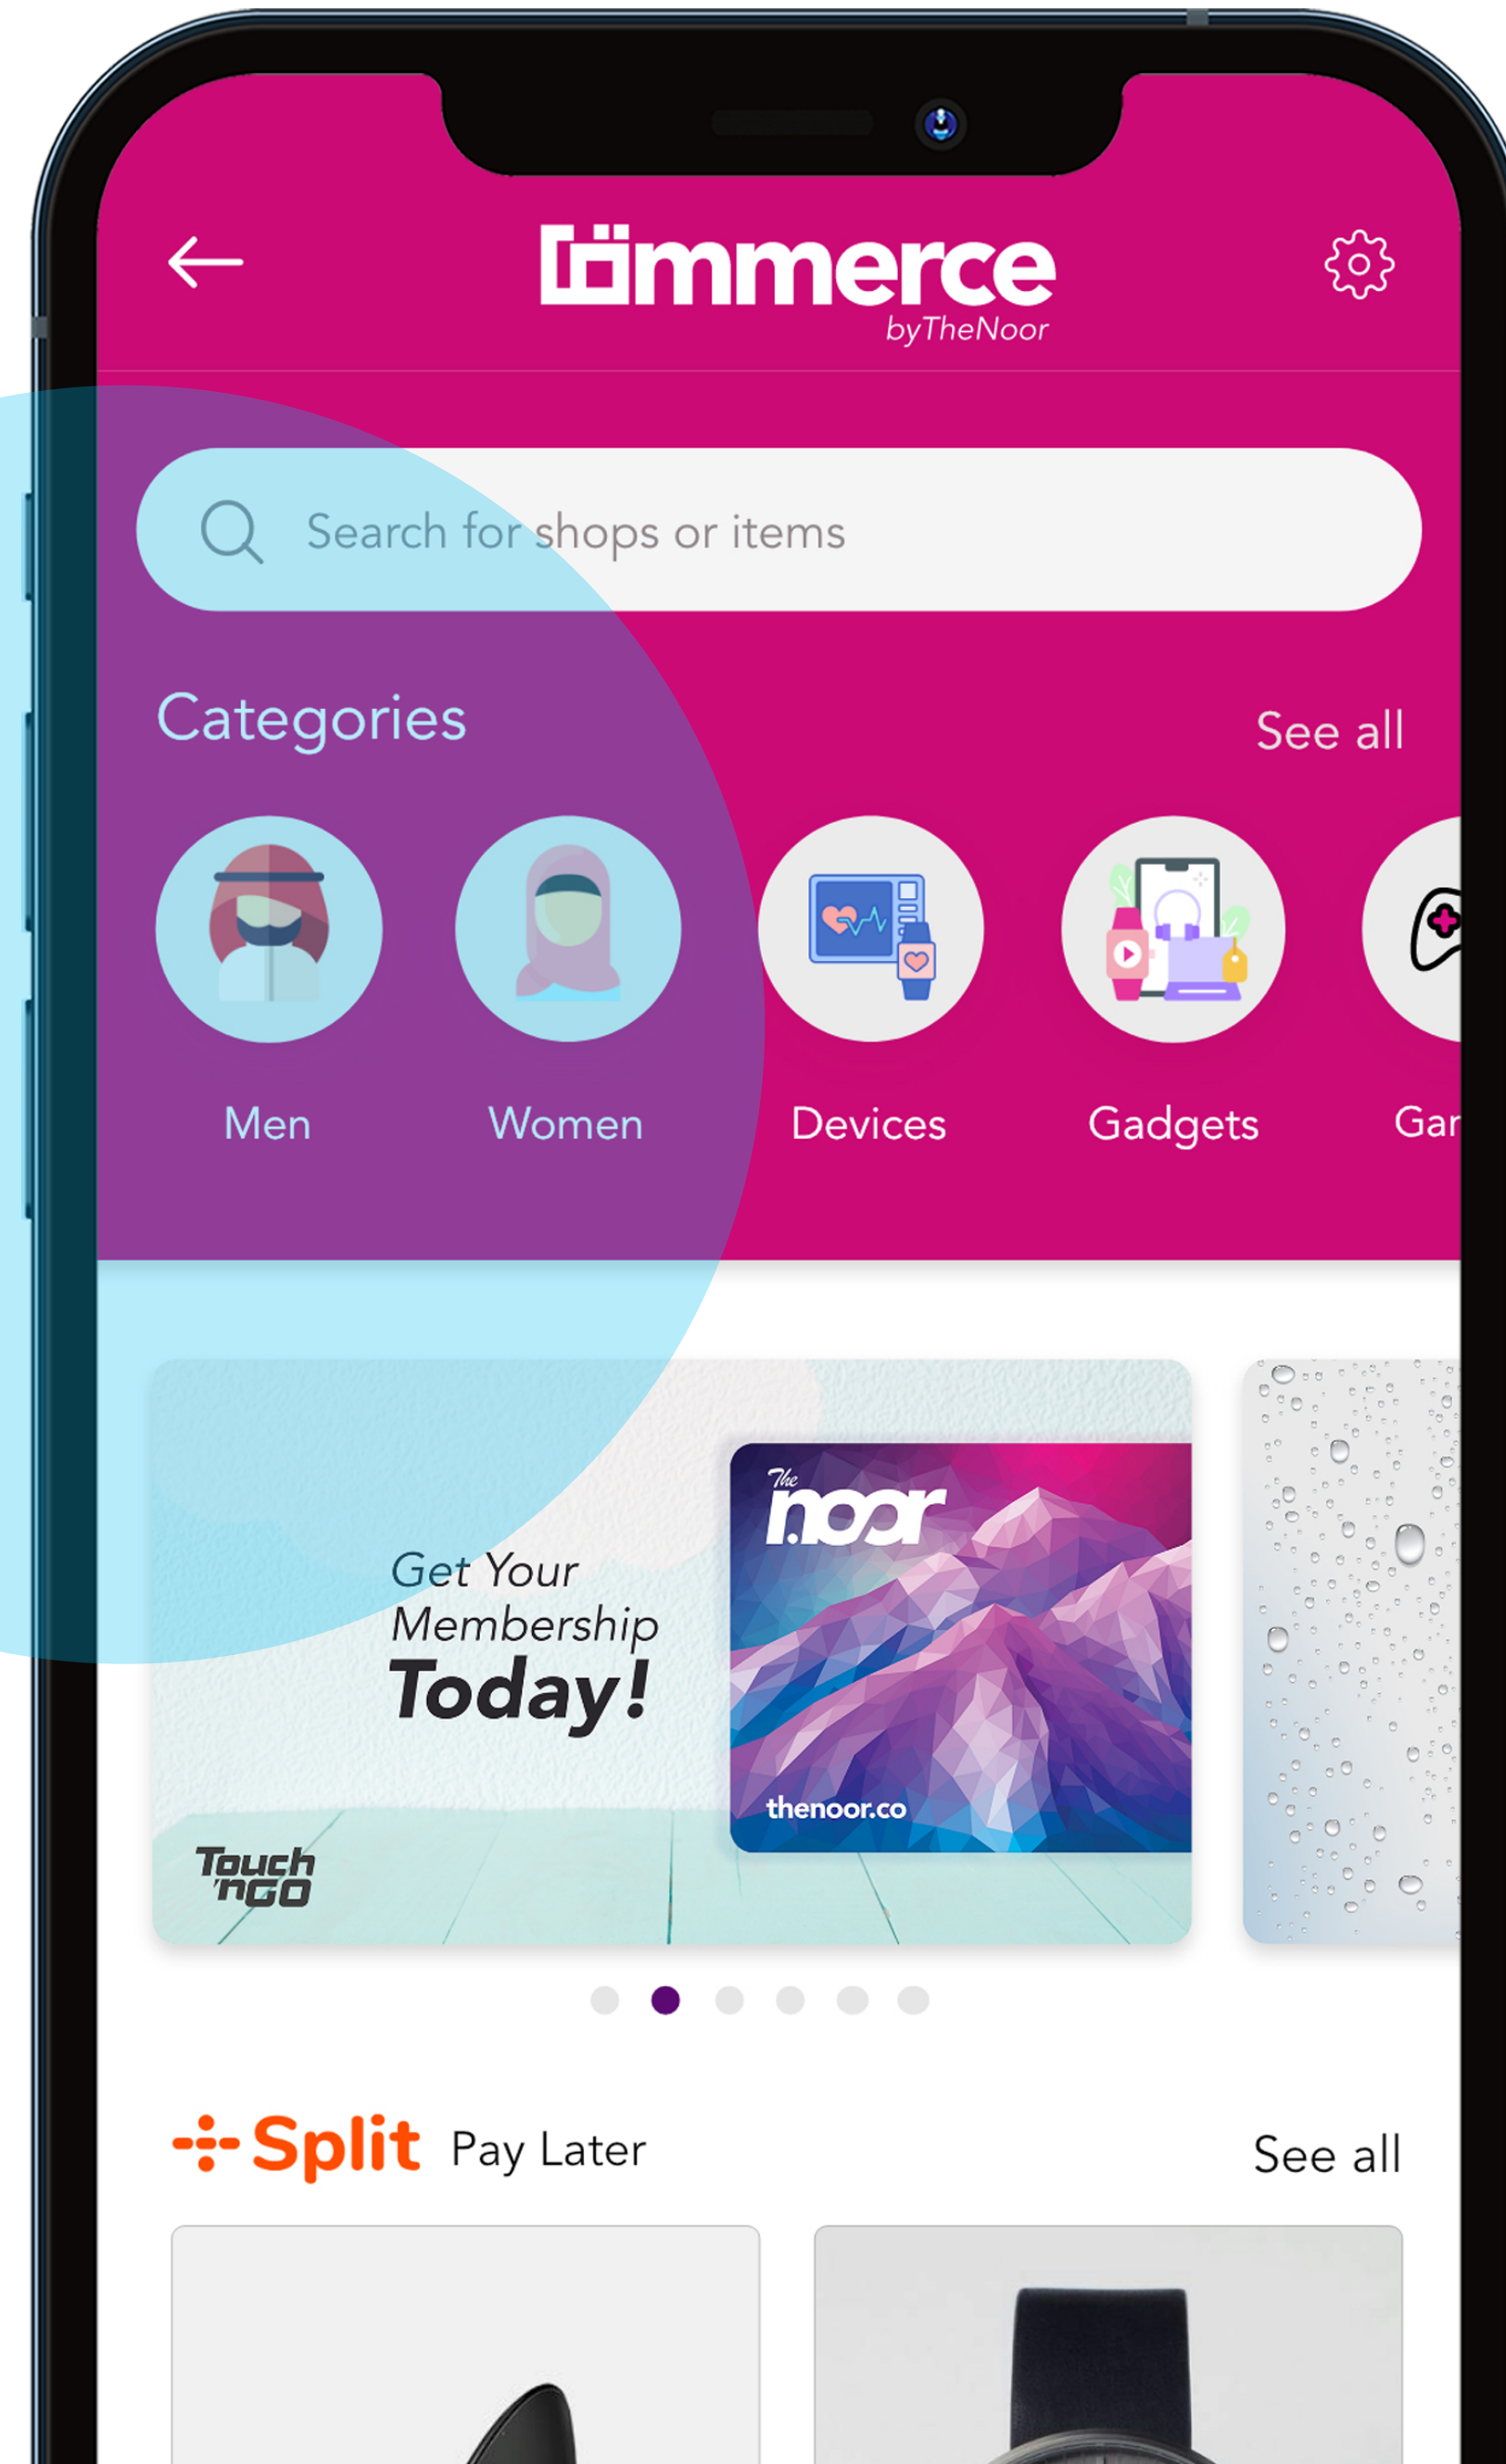 Cömmerce
byTheNoor
Search for shops or items
Categories
See all
Men
Women
Devices
Gadgets
Gar
Get Your
Membership
Today!
The
noor
thenoor.co
Touch
'nGO
Split Pay Later
See all